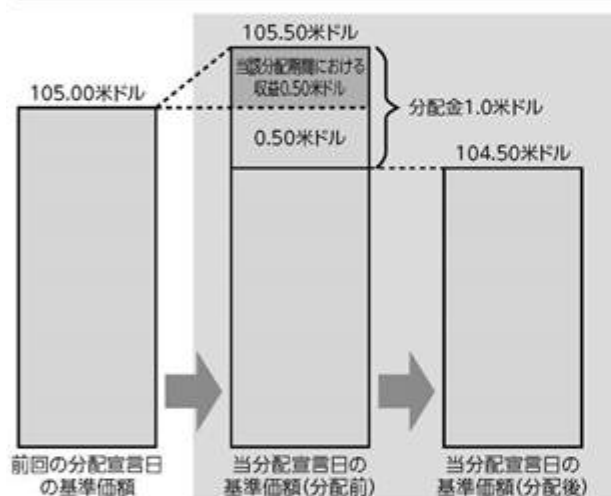 105.50米ドル
当該分配期間における
収益0.50米ドル
105.00米ドル
分配金1.0米ドル
0.50米ドル
104.50米ドル
前回の分配宣言日
の基準価額
当分配宣言日の
基準価額(分配前)
当分配宣言日の
基準価額(分配後)